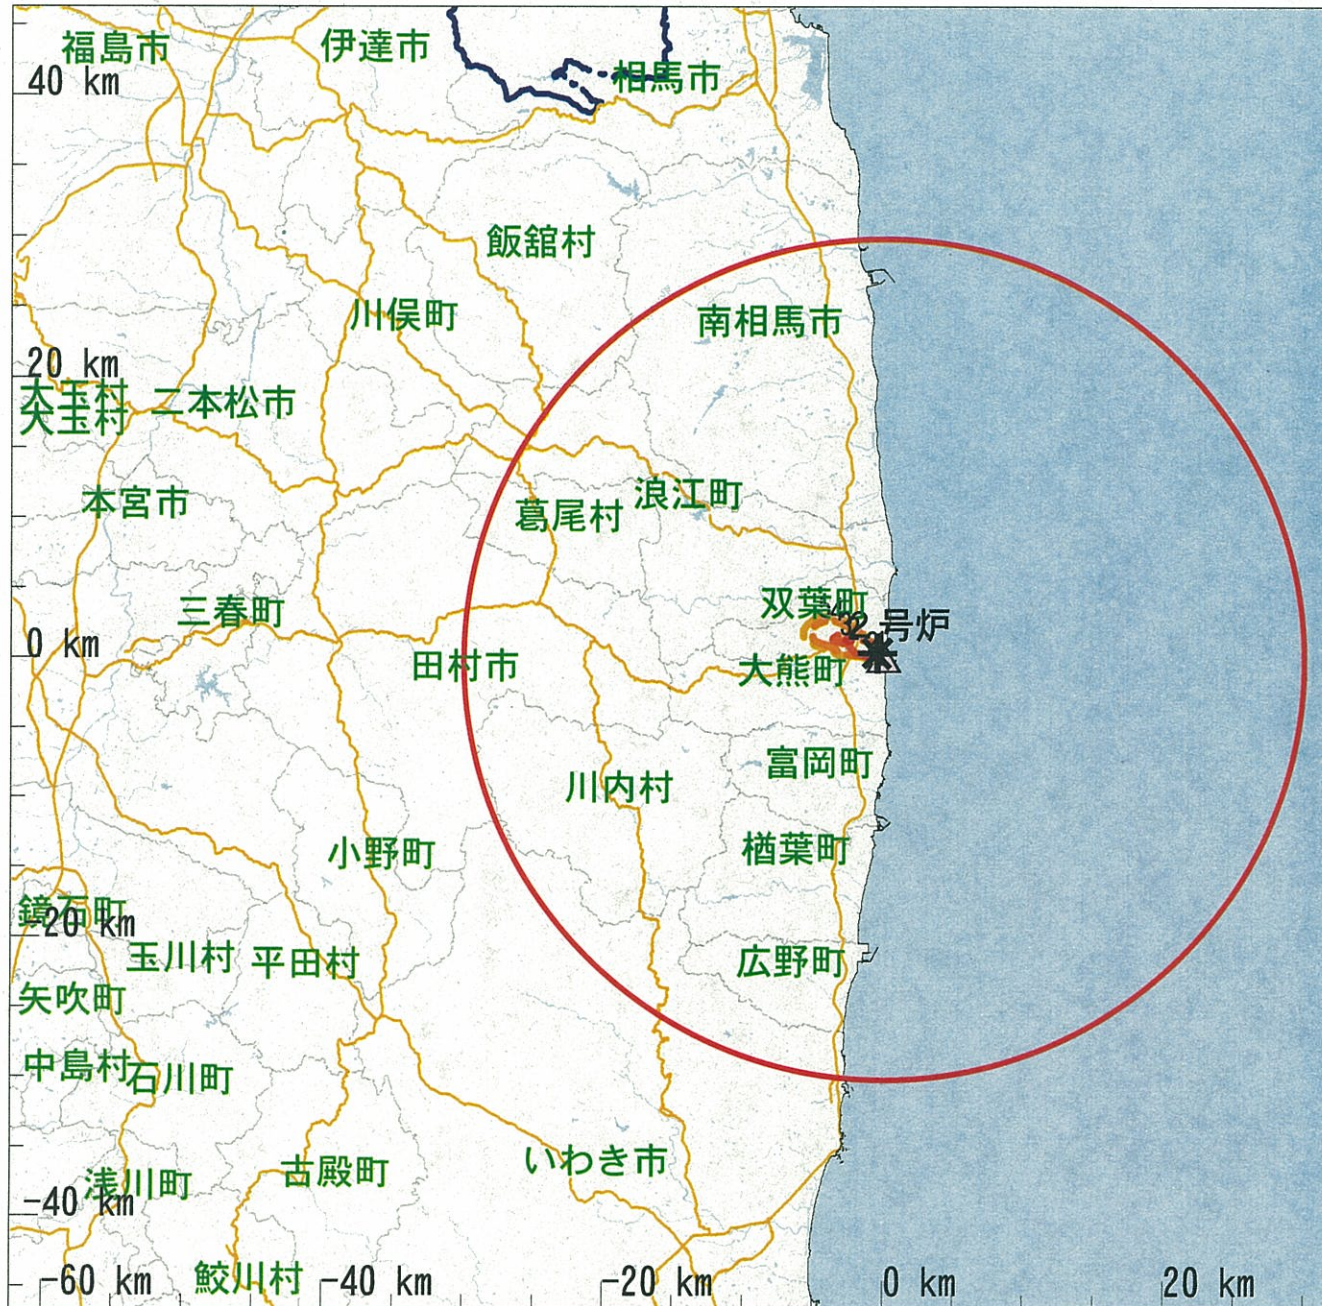 福島市
伊達市
相馬市
40 km
飯舘村
川俣町
南相馬市
20 km
大玉村
二本松市
大玉村
本宮市
葛尾村
浪江町
三春町
双葉町
号炉
0 km
田村市
大熊町
富岡町
川内村
小野町
楢葉町
鏡石町
-20 km
玉川村
平田村
広野町
矢吹町
中島村
石川町
いわき市
古殿町
浅川町
-40 km
鮫川村
-60 km
-40 km
-20 km
0 km
20 km